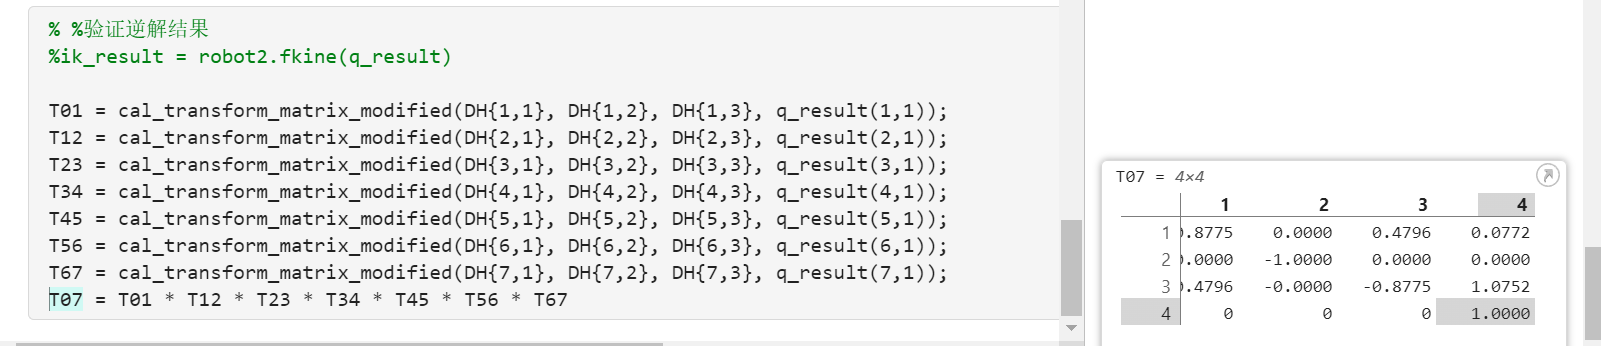 % %验证逆解结果
%ik_result = robot2.fkine(q_result)
T01 = cal_transform_matrix_modified(DH{1,1}, DH{1,2}, DH{1,3}, q_result(1,1));
T12 = cal_transform_matrix_modified(DH{2,1}, DH{2,2}, DH{2,3}, q_result(2,1));
T23 = cal_transform_matrix_modified(DH{3,1}, DH{3,2}, DH{3,3}, q_result(3,1));
T34 = cal_transform_matrix_modified(DH{4,1}, DH{4,2}, DH{4,3}, q_result(4,1));
T45 = cal_transform_matrix_modified(DH{5,1}, DH{5,2}, DH{5,3}, q_result(5,1));
T56 = cal_transform_matrix_modified(DH{6,1}, DH{6,2}, DH{6,3}, q_result(6,1));
T67 = cal_transform_matrix_modified(DH{7,1}, DH{7,2}, DH{7,3}, q_result(7,1));
T07 = T01 * T12 * T23 * T34 * T45 * T56 * T67
T07 = 4×4
1 2 3 4
1 .8775 0.0000 0.4796 0.0772
2 .0000 -1.0000 0.0000 0.0000
3 .4796 -0.0000 -0.8775 1.0752
4 0 0 0 1.0000